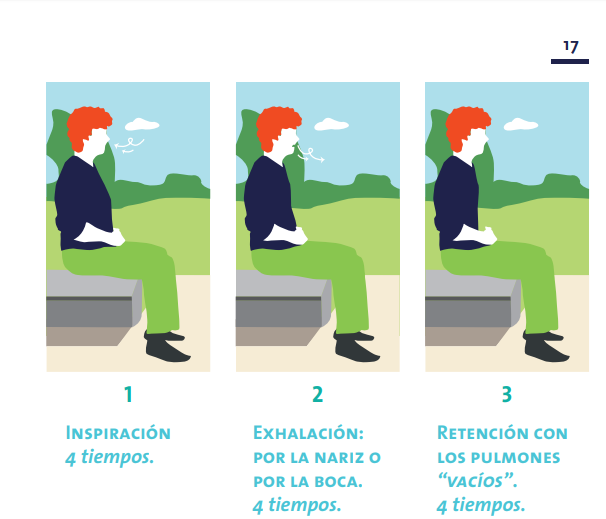 17
1
INSPIRACIÓN
4 tiempos.
2
EXHALACIÓN:
POR LA NARIZ O
POR LA BOCA.
4 tiempos.
3
RETENCIÓN CON
LOS PULMONES
“VACÍOS”.
4 tiempos.